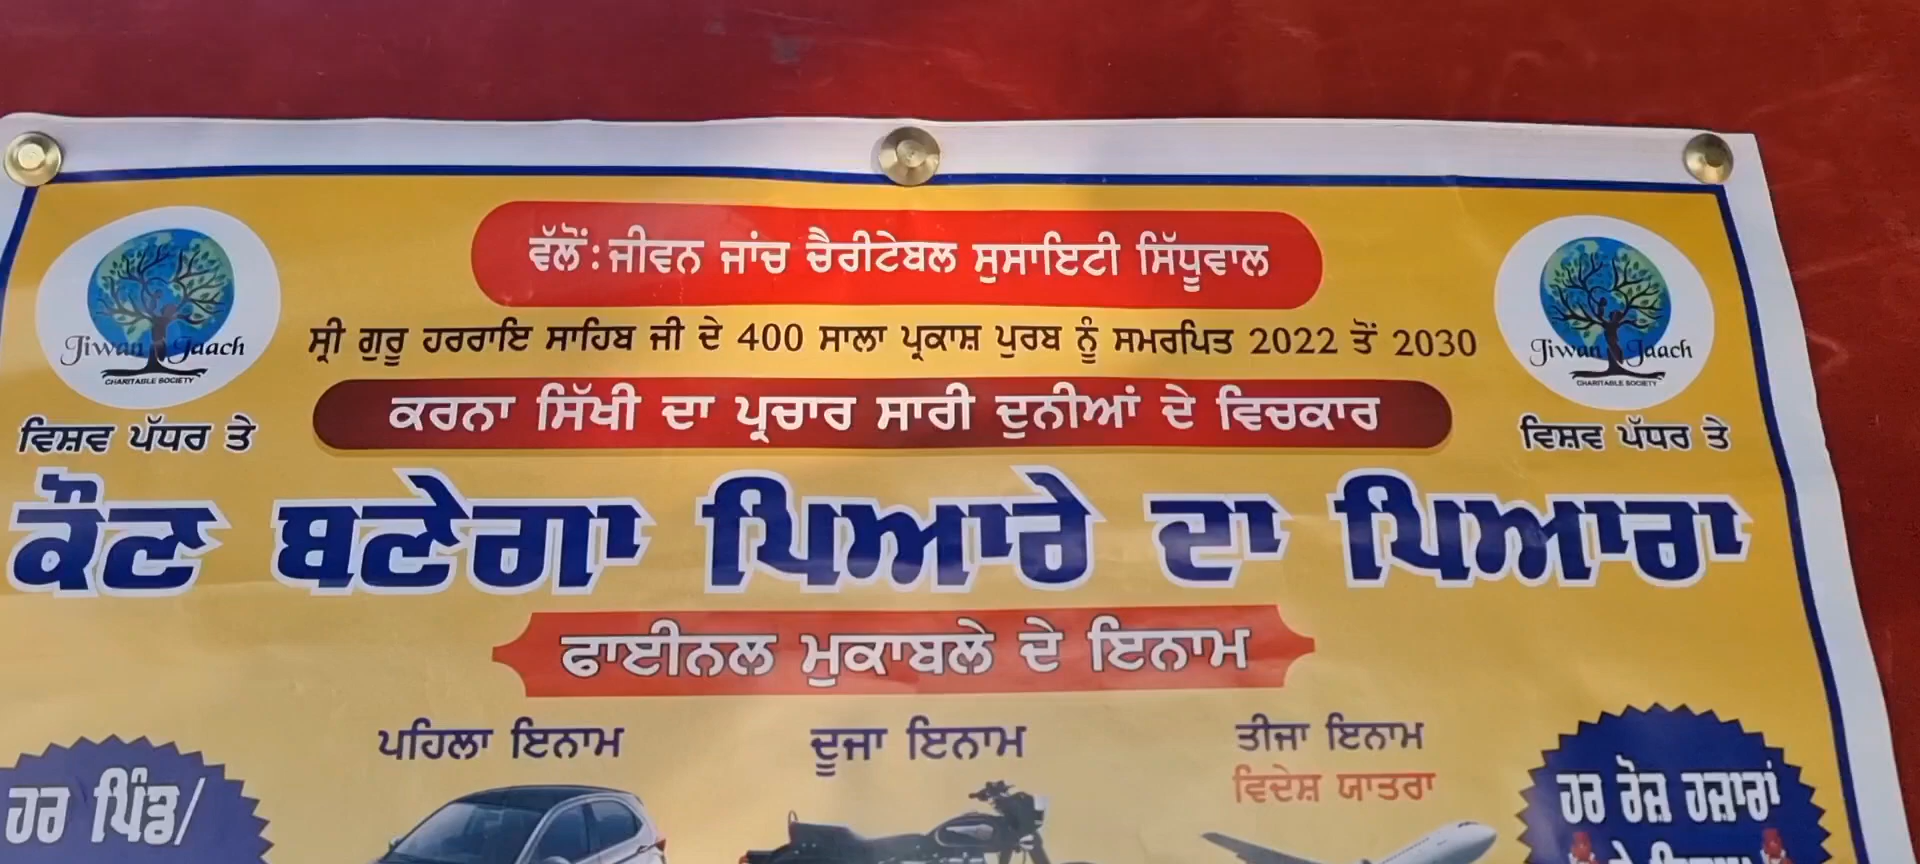 ਵੱਲੋਂ : ਜੀਵਨ ਜਾਂਚ ਚੈਰੀਟੇਬਲ ਸੁਸਾਇਟੀ ਸਿੱਧੂਵਾਲ
Jiwan Jaach
CHARITABLE SOCIETY
ਸ੍ਰੀ ਗੁਰੂ ਹਰਰਾਇ ਸਾਹਿਬ ਜੀ ਦੇ 400 ਸਾਲਾ ਪ੍ਰਕਾਸ਼ ਪੁਰਬ ਨੂੰ ਸਮਰਪਿਤ 2022 ਤੋਂ 2030
Jiwan Jaach
CHARITABLE SOCIETY
ਵਿਸ਼ਵ ਪੱਧਰ ਤੇ
ਕਰਨਾ ਸਿੱਖੀ ਦਾ ਪ੍ਰਚਾਰ ਸਾਰੀ ਦੁਨੀਆਂ ਦੇ ਵਿਚਕਾਰ
ਵਿਸ਼ਵ ਪੱਧਰ ਤੇ
ਕੌਣ ਬਣੇਗਾ ਪਿਆਰੇ ਦਾ ਪਿਆਰਾ
ਫਾਈਨਲ ਮੁਕਾਬਲੇ ਦੇ ਇਨਾਮ
ਪਹਿਲਾ ਇਨਾਮ
ਦੂਜਾ ਇਨਾਮ
ਤੀਜਾ ਇਨਾਮ
ਵਿਦੇਸ਼ ਯਾਤਰਾ
ਹਰ ਪਿੰਡ/
ਹਰ ਰੋਜ਼ ਹਜ਼ਾਰਾਂ